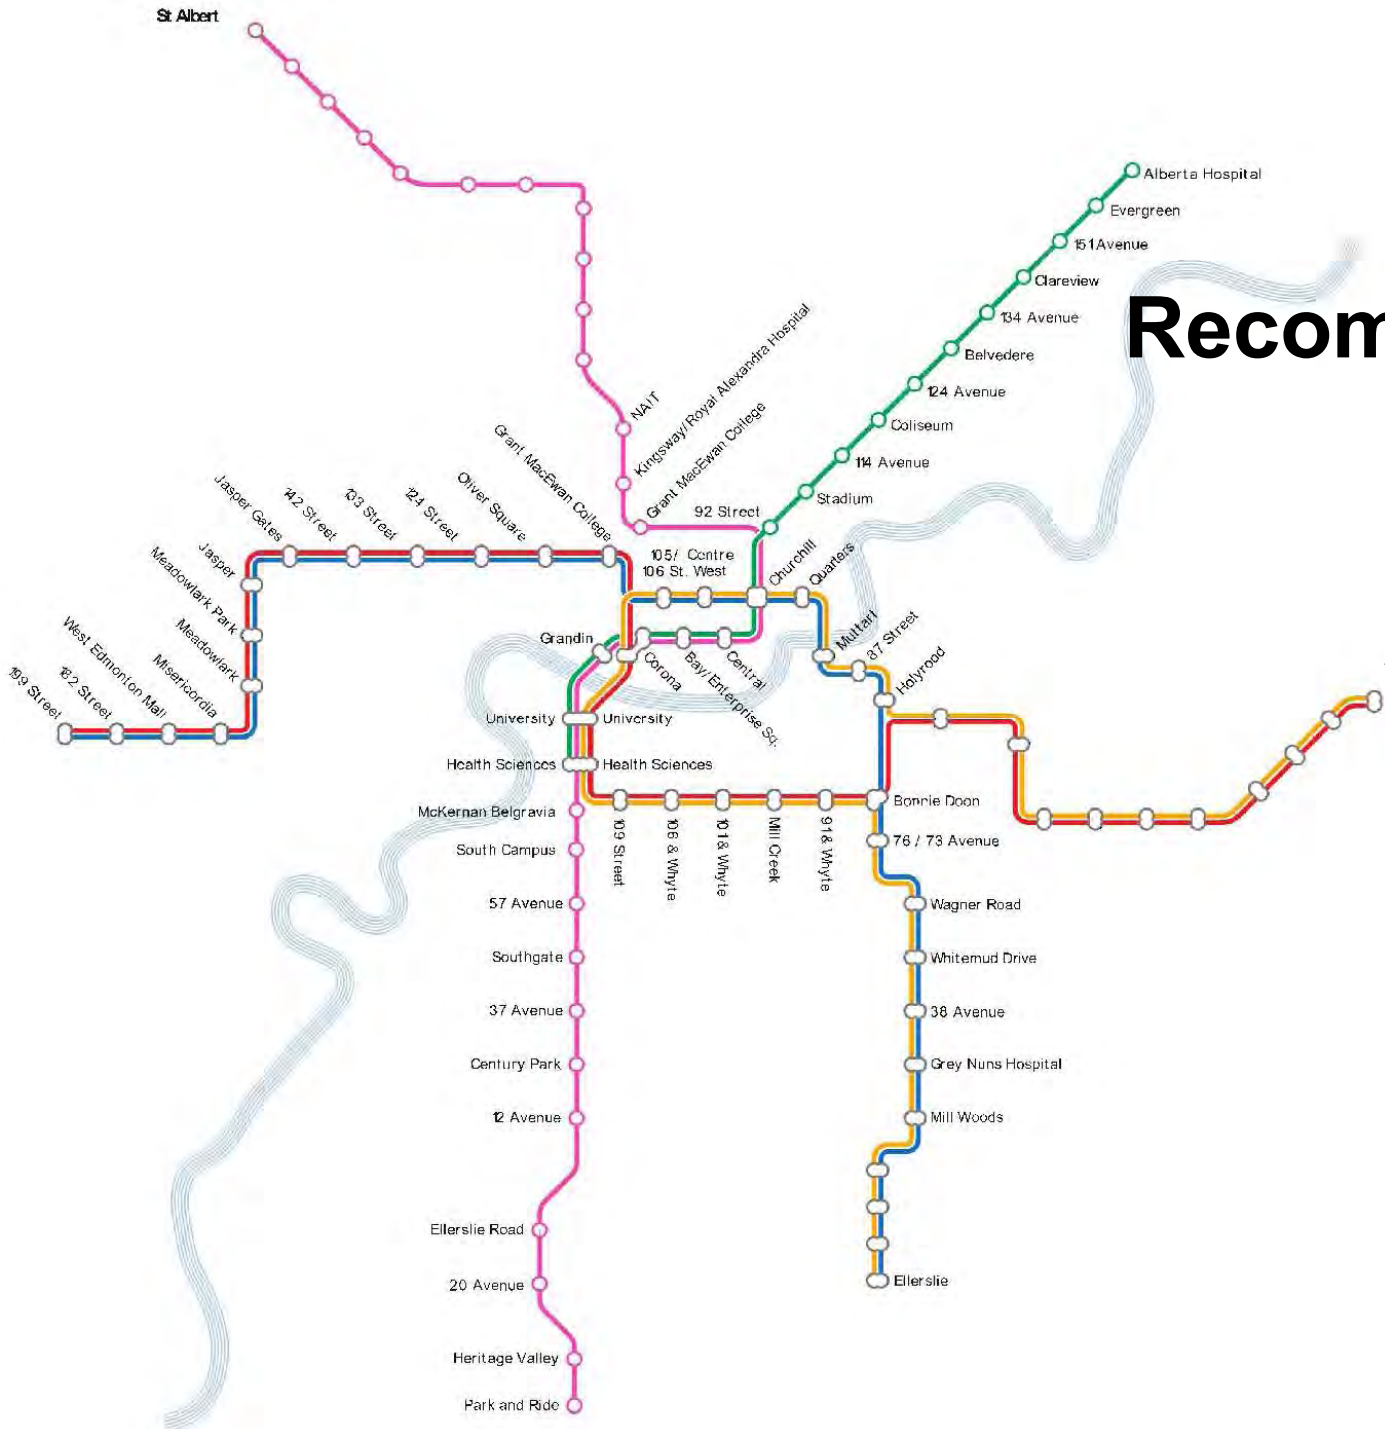 St Albert
Alberta Hospital
Evergreen
151 Avenue
Clareview
Recom
134 Avenue
Belvedere
124 Avenue
Coliseum
114 Avenue
Stadium
92 Street
NAIT
Kingsway/Royal Alexandra Hospital
Grant MacEwan College
Grant MacEwan College
Oliver Square
124 Street
133 Street
142 Street
Jasper Gates
Jasper
Meadowlark Park
Meadowlark
Misericordia
West Edmonton Mall
182 Street
199 Street
105/ Centre
106 St. West
Churchill
Quarters
Muttart
87 Street
Holyrood
Grandin
Corona
Bay/Enterprise Sq.
Central
University
University
Health Sciences
Health Sciences
McKernan Belgravia
South Campus
57 Avenue
Southgate
37 Avenue
Century Park
12 Avenue
Ellerslie Road
20 Avenue
Heritage Valley
Park and Ride
109 Street
106 & Whyte
101 & Whyte
Mill Creek
91 & Whyte
Bonnie Doon
76 / 73 Avenue
Wagner Road
Whitemud Drive
38 Avenue
Grey Nuns Hospital
Mill Woods
Ellerslie